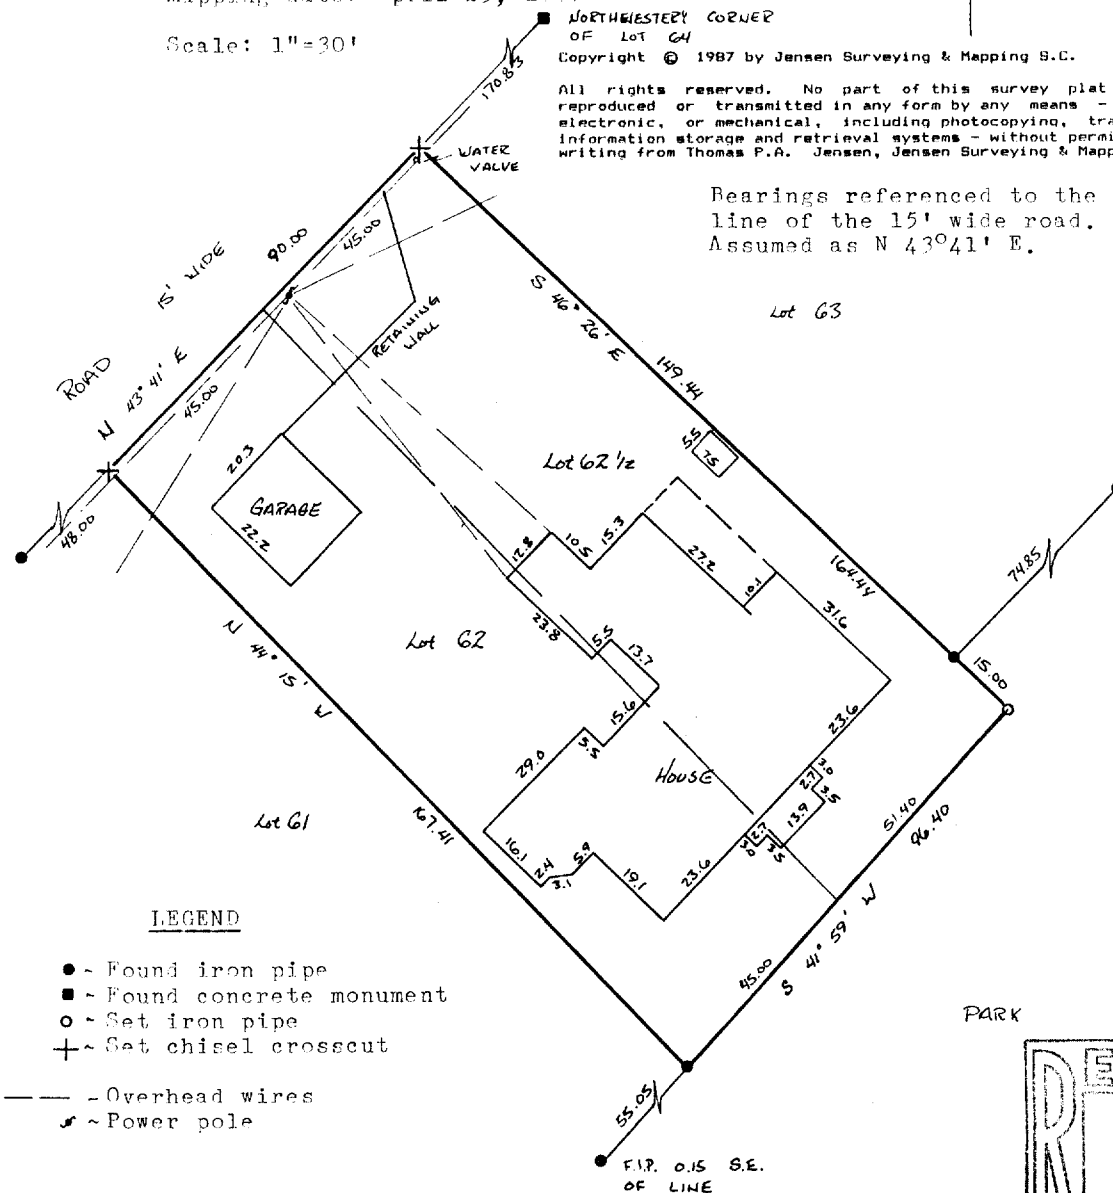 Scale: 1"=30'
NORTHWESTERY CORNER
OF LOT 64
Copyright © 1987 by Jensen Surveying & Mapping S.C.
All rights reserved. No part of this survey plat
reproduced or transmitted in any form by any means -
electronic, or mechanical, including photocopying,
information storage and retrieval systems - without
writing from Thomas P.A. Jensen, Jensen Surveying &
Bearings referenced to the
line of the 15' wide road.
Assumed as N 43°41' E.
170.83
WATER
VALVE
90.00
45.00
15' WIDE
ROAD
N 43° 41' E
45.00
48.00
RETAINING
WALL
S 46° 26' E
149.44
Lot 63
5.5
7.5
Lot 62 1/2
20.3
GARAGE
22.2
12.8
10.5
15.3
27.2
10.1
31.6
164.44
74.85
15.00
Lot 62
23.8
5.5
13.7
15.6
5.5
29.0
HOUSE
23.6
3.0
2.7
3.5
13.9
3.5
2.7
3.0
23.6
19.1
5.9
3.1
2.4
16.1
N 44° 15' W
167.41
Lot 61
51.40
96.40
45.00
S 41° 59' W
PARK
55.05
F.I.P. 0.15 S.E.
OF LINE
LEGEND
● ~ Found iron pipe
■ ~ Found concrete monument
o ~ Set iron pipe
+ ~ Set chisel crosscut
— — ~ Overhead wires
~ Power pole